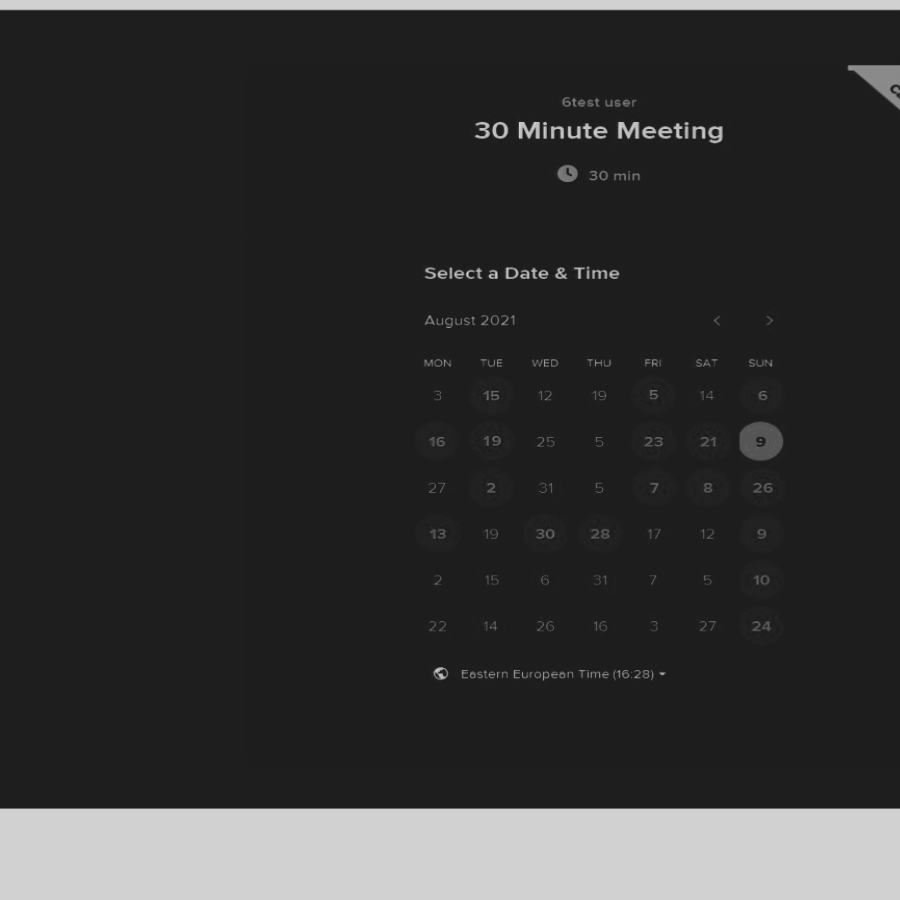 6test user
30 Minute Meeting
30 min
Select a Date & Time
August 2021
MON TUE WED THU FRI SAT SUN
3 15 12 19 5 14 6
16 19 25 5 23 21 9
27 2 31 5 7 8 26
13 19 30 28 17 12 9
2 15 6 31 7 5 10
22 14 26 16 3 27 24
Eastern European Time (16:28)